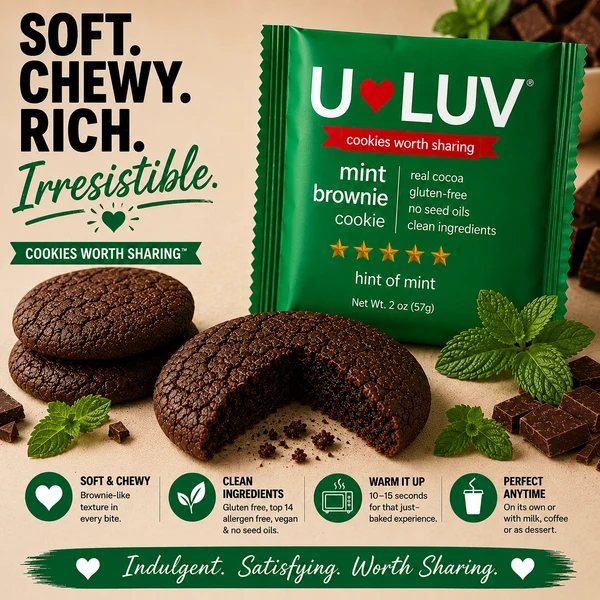 SOFT.
CHEWY.
RICH.
Irresistible.
COOKIES WORTH SHARING™
U♥LUV®
cookies worth sharing
mint
brownie
cookie
real cocoa
gluten-free
no seed oils
clean ingredients
hint of mint
Net Wt. 2 oz (57g)
SOFT & CHEWY
Brownie-like
texture in
every bite.
CLEAN
INGREDIENTS
Gluten free, top 14
allergen free, vegan
& no seed oils.
WARM IT UP
10–15 seconds
for that just-
baked experience.
PERFECT
ANYTIME
On its own or
with milk, coffee
or as dessert.
Indulgent. Satisfying. Worth Sharing.